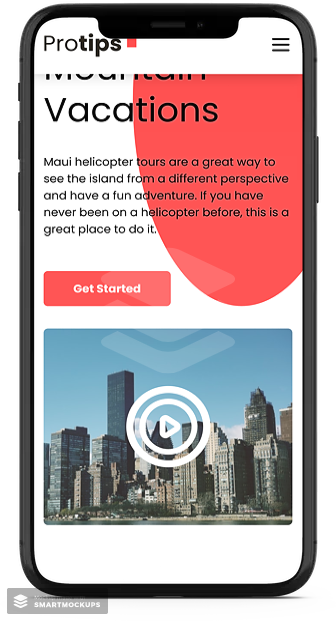 Protips
Mountain
Vacations
Maui helicopter tours are a great way to
see the island from a different perspective
and have a fun adventure. If you have
never been on a helicopter before, this is a
great place to do it.
Get Started
SMARTMOCKUPS